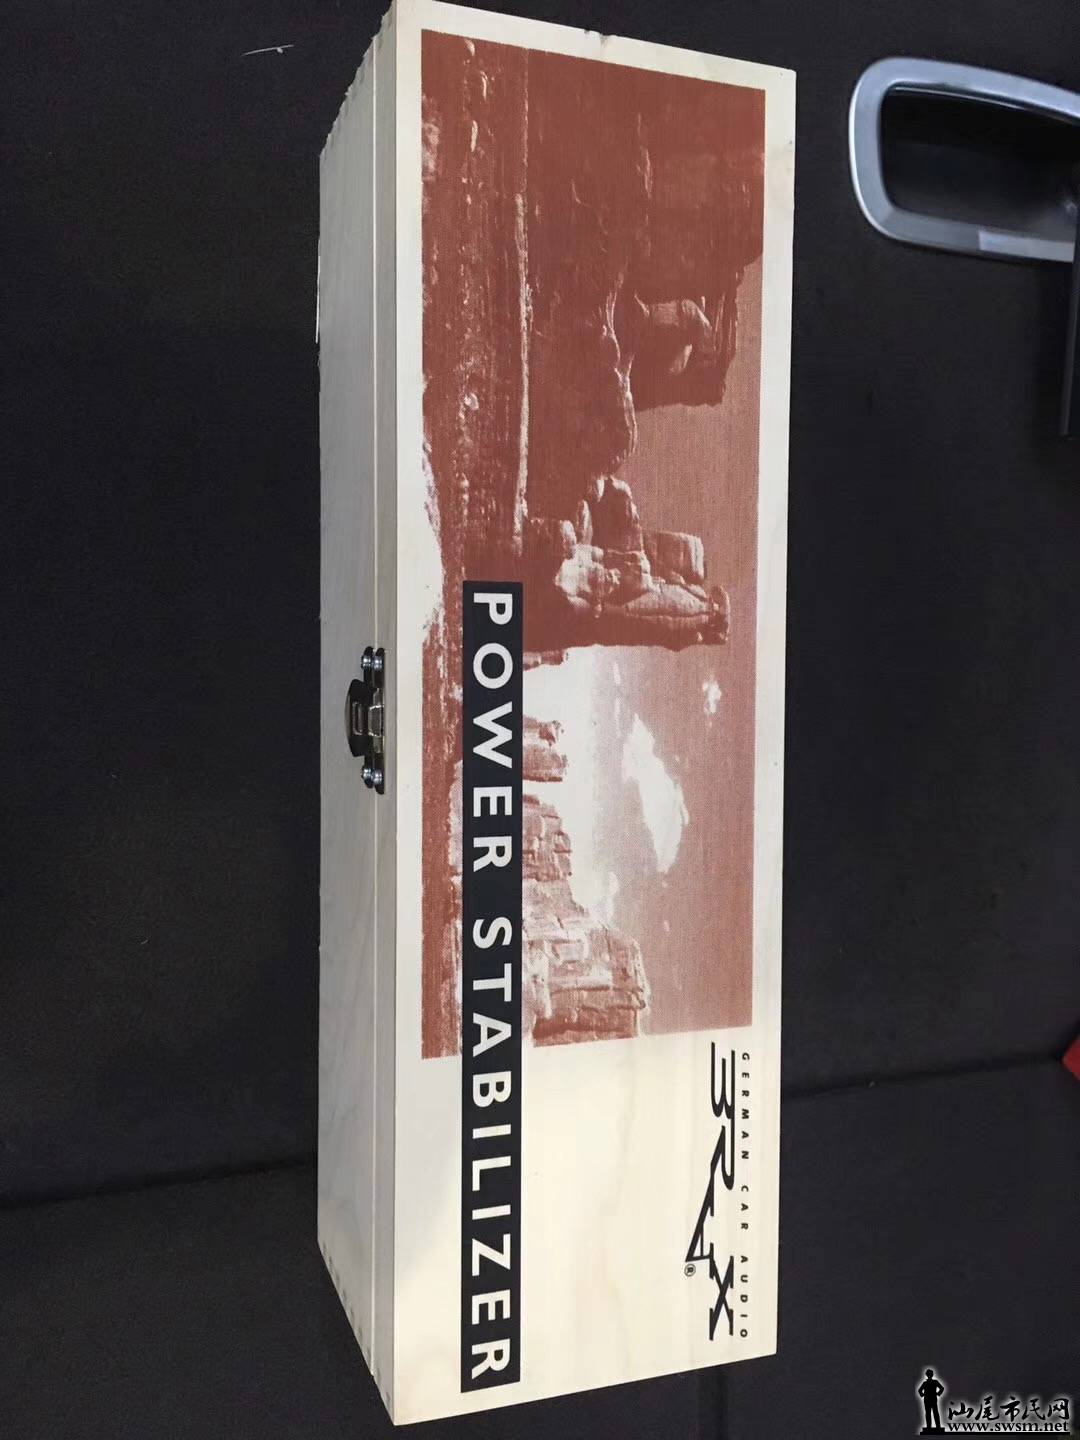 GERMAN CAR AUDIO
BRAX®
POWER STABILIZER
汕尾市民网
www.swsm.net